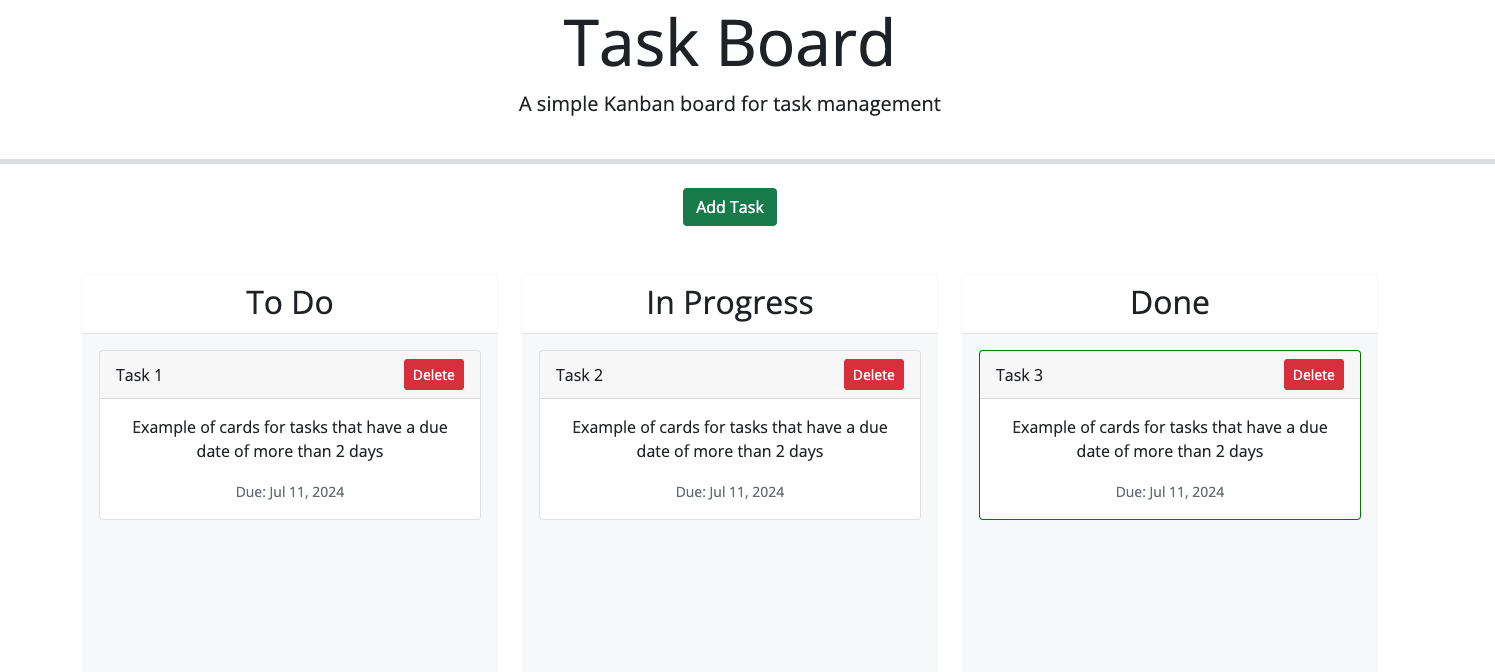 Task Board
A simple Kanban board for task management
Add Task
To Do
Task 1
Delete
Example of cards for tasks that have a due
date of more than 2 days
Due: Jul 11, 2024
In Progress
Task 2
Delete
Example of cards for tasks that have a due
date of more than 2 days
Due: Jul 11, 2024
Done
Task 3
Delete
Example of cards for tasks that have a due
date of more than 2 days
Due: Jul 11, 2024